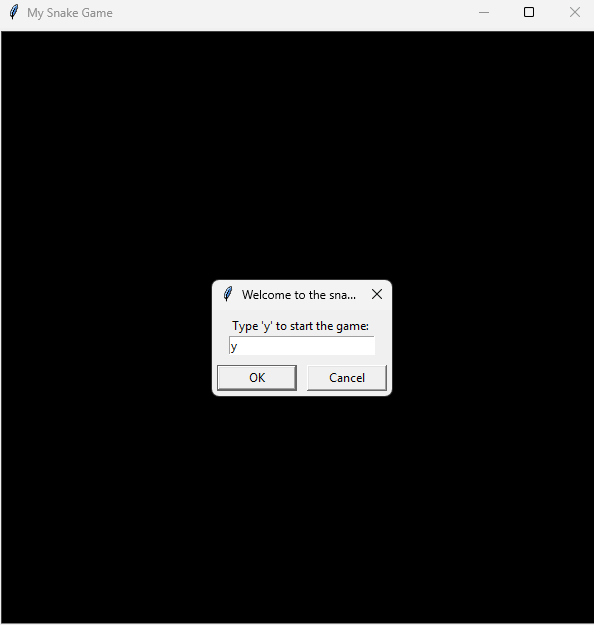 My Snake Game
Welcome to the sna...
Type 'y' to start the game:
y
OK
Cancel